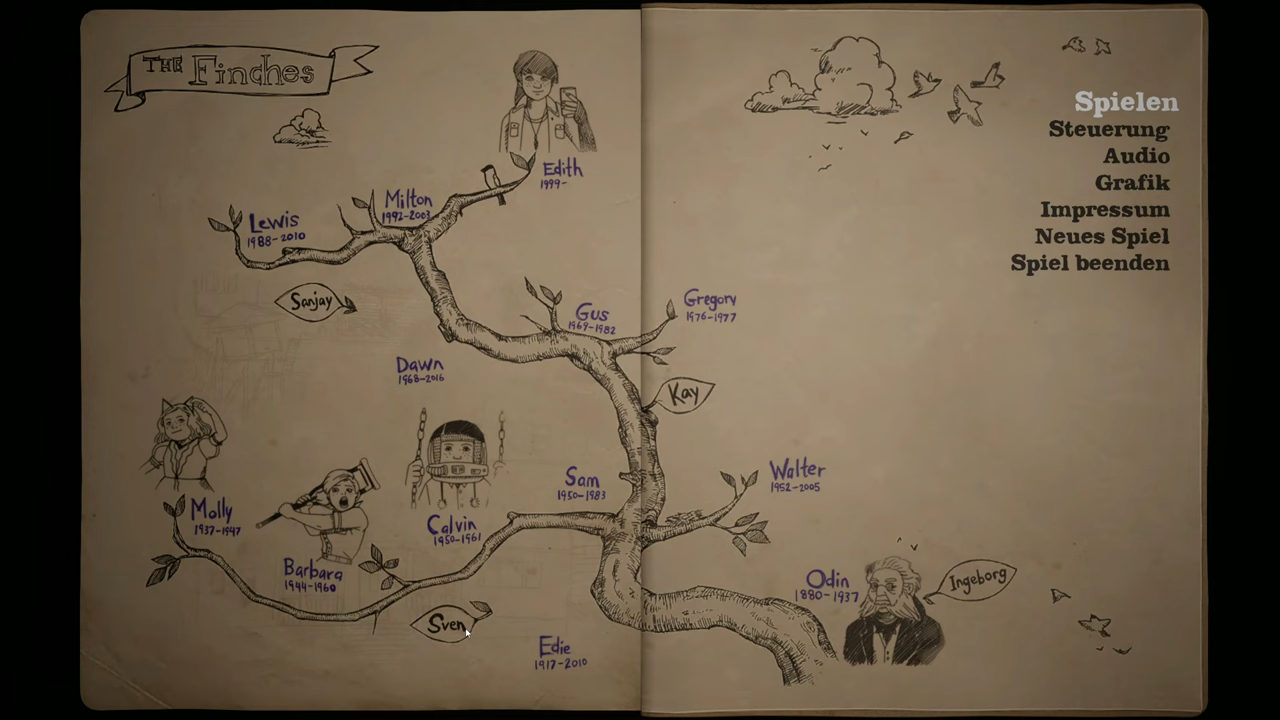 THE Finches
Edith
1999-
Milton
1992-2003
Lewis
1988-2010
Sanjay
Gus
1969-1982
Gregory
1976-1977
Dawn
1968-2016
Kay
Sam
1950-1983
Walter
1952-2005
Molly
1937-1947
Calvin
1950-1961
Barbara
1944-1960
Sven
Odin
1880-1937
Ingeborg
Edie
1917-2010
Spielen
Steuerung
Audio
Grafik
Impressum
Neues Spiel
Spiel beenden